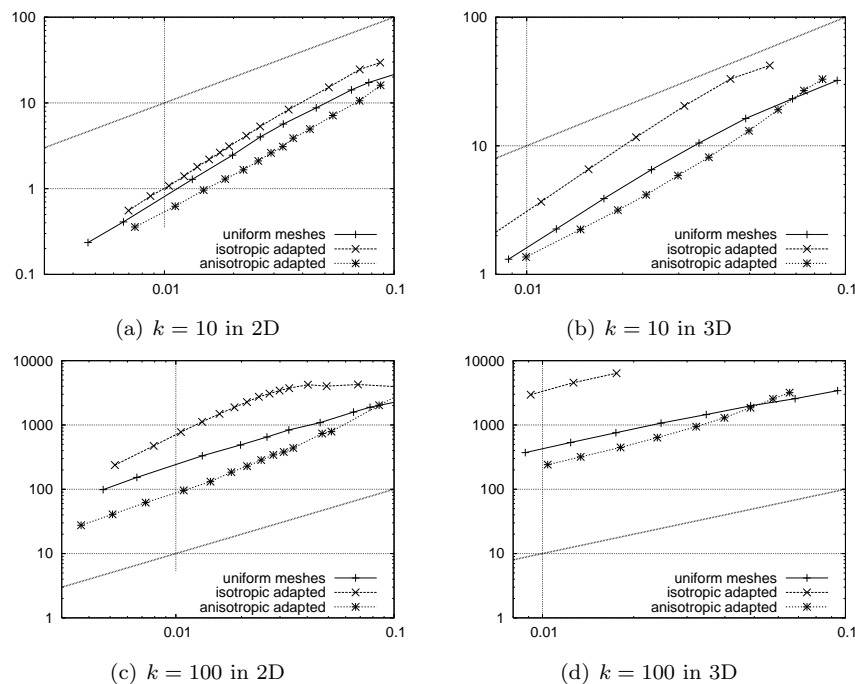 100
10
1
0.1
0.01
0.1
uniform meshes
isotropic adapted
anisotropic adapted
(a) k = 10 in 2D
100
10
1
0.01
0.1
uniform meshes
isotropic adapted
anisotropic adapted
(b) k = 10 in 3D
10000
1000
100
10
1
0.01
0.1
uniform meshes
isotropic adapted
anisotropic adapted
(c) k = 100 in 2D
10000
1000
100
10
1
0.01
0.1
uniform meshes
isotropic adapted
anisotropic adapted
(d) k = 100 in 3D